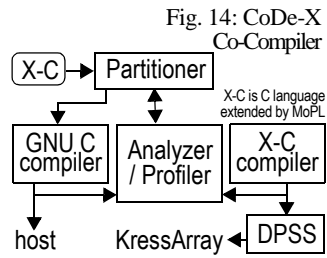 Fig. 14: CoDe-X
Co-Compiler
X-C
Partitioner
X-C is C language
extended by MoPL
GNU C
compiler
Analyzer
/ Profiler
X-C
compiler
host
KressArray
DPSS